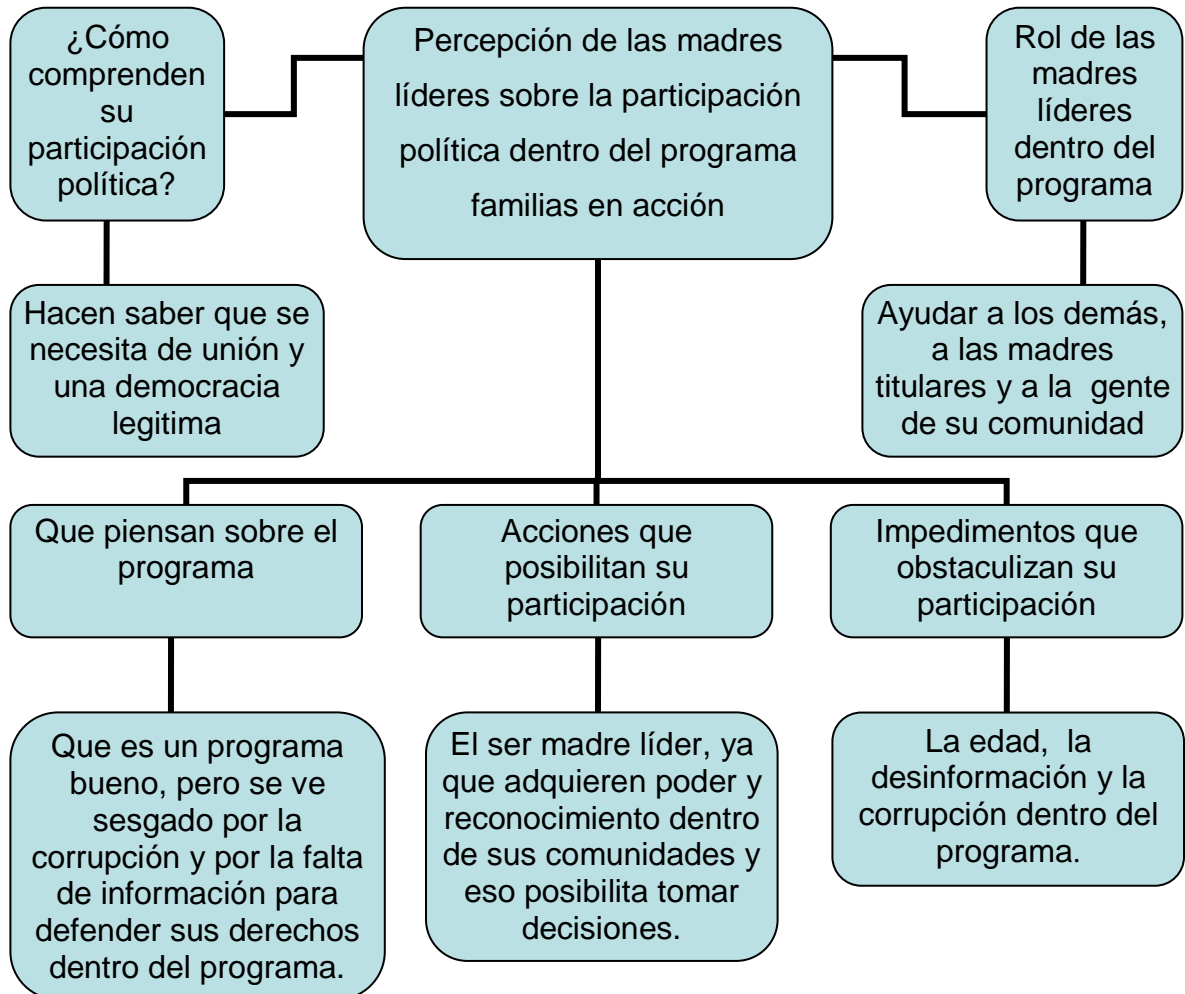 ¿Cómo
comprenden
su
participación
política?
Percepción de las madres
líderes sobre la participación
política dentro del programa
familias en acción
Rol de las
madres
líderes
dentro del
programa
Hacen saber que se
necesita de unión y
una democracia
legitima
Ayudar a los demás,
a las madres
titulares y a la gente
de su comunidad
Que piensan sobre el
programa
Acciones que
posibilitan su
participación
Impedimentos que
obstaculizan su
participación
Que es un programa
bueno, pero se ve
sesgado por la
corrupción y por la falta
de información para
defender sus derechos
dentro del programa.
El ser madre líder, ya
que adquieren poder y
reconocimiento dentro
de sus comunidades y
eso posibilita tomar
decisiones.
La edad, la
desinformación y la
corrupción dentro del
programa.